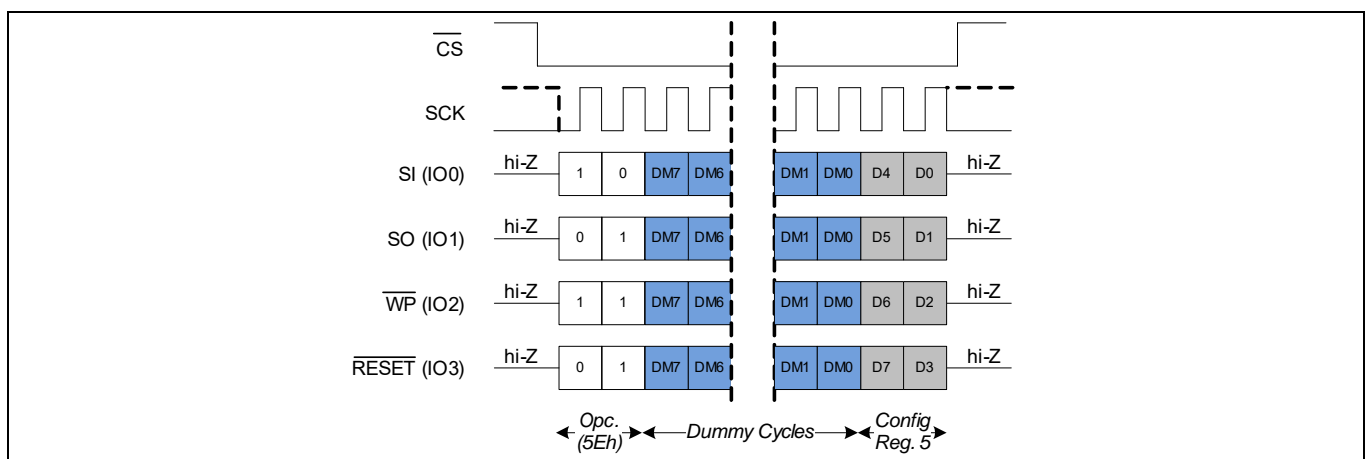 CS
SCK
SI (IO0) hi-Z 1 0 DM7 DM6 DM1 DM0 D4 D0 hi-Z
SO (IO1) hi-Z 0 1 DM7 DM6 DM1 DM0 D5 D1 hi-Z
WP (IO2) hi-Z 1 1 DM7 DM6 DM1 DM0 D6 D2 hi-Z
RESET (IO3) hi-Z 0 1 DM7 DM6 DM1 DM0 D7 D3 hi-Z
Opc. Dummy Cycles Config
(5Eh) Reg. 5